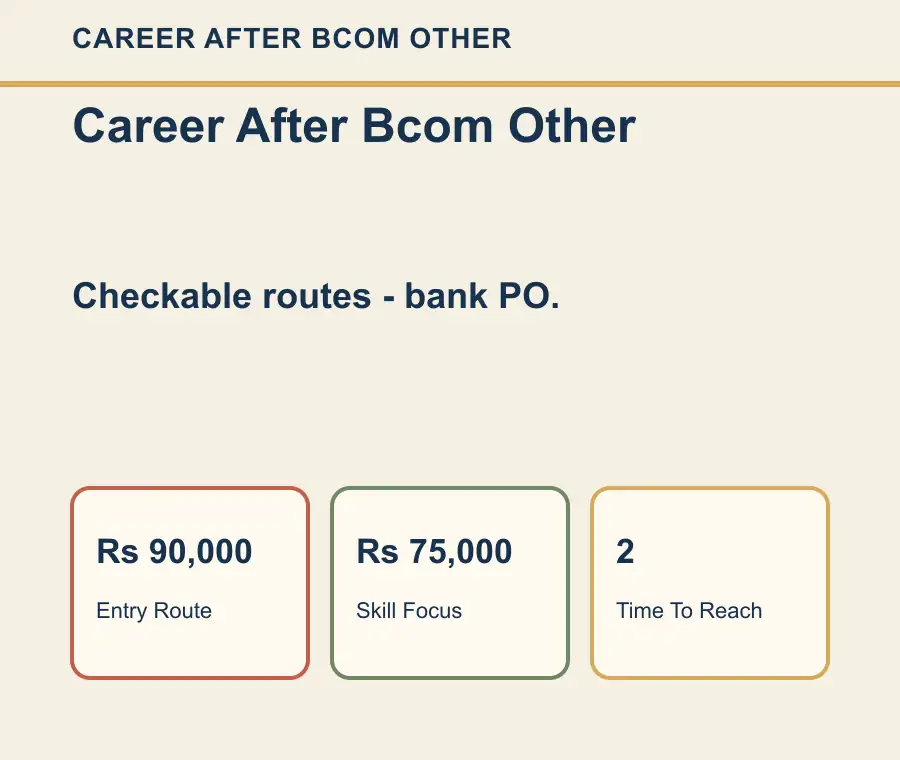 CAREER AFTER BCOM OTHER
Career After Bcom Other
Checkable routes - bank PO.
Rs 90,000
Entry Route
Rs 75,000
Skill Focus
2
Time To Reach